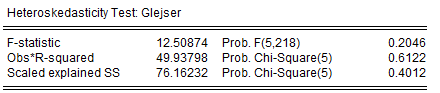 Heteroskedasticity Test: Glejser
F-statistic 12.50874 Prob. F(5,218) 0.2046
Obs*R-squared 49.93798 Prob. Chi-Square(5) 0.6122
Scaled explained SS 76.16232 Prob. Chi-Square(5) 0.4012